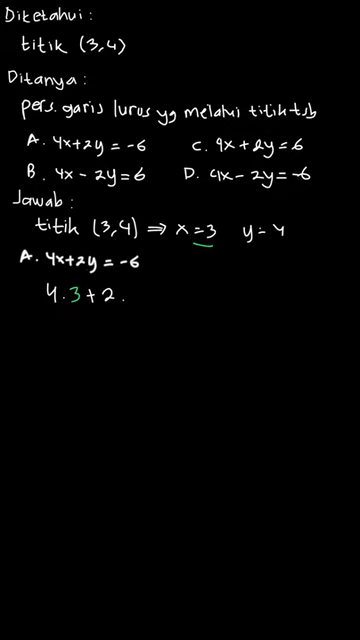 Diketahui :
titik (3,4)
Ditanya :
pers. garis lurus yg melalui titik tsb
A. 4x+2y = -6 C. 4x + 2y = 6
B. 4x - 2y = 6 D. 4x - 2y = -6
Jawab :
titik (3,4) ⇒ x = 3 y = 4
A. 4x+2y = -6
4 . 3 + 2 .